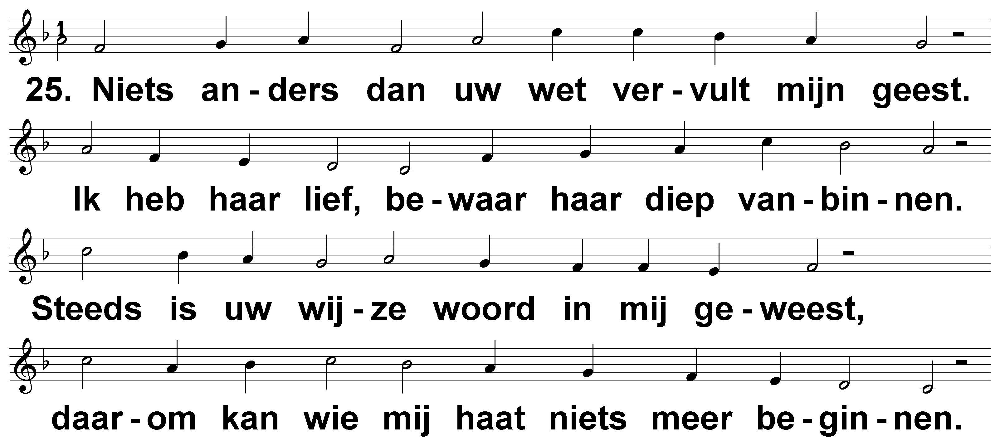 1
25. Niets an - ders dan uw wet ver - vult mijn geest.
Ik heb haar lief, be - waar haar diep van - bin - nen.
Steeds is uw wij - ze woord in mij ge - weest,
daar - om kan wie mij haat niets meer be - gin - nen.